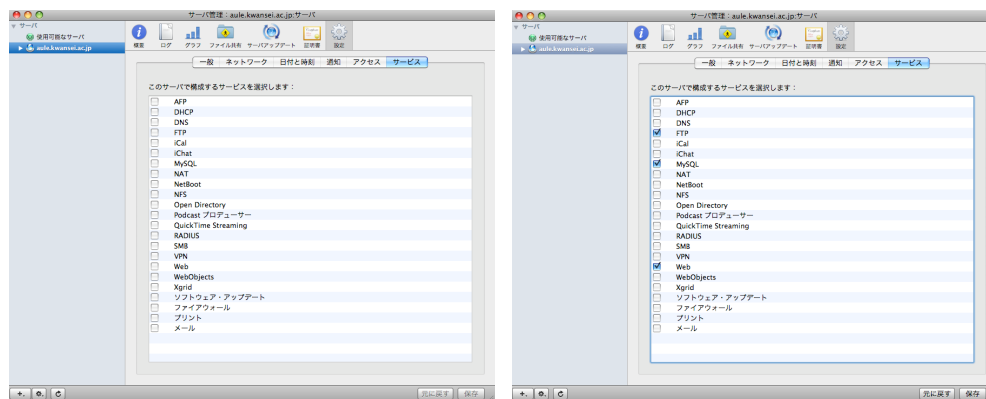 サーバ管理：aule.kwansei.ac.jp:サーバ
サーバ
使用可能なサーバ
aule.kwansei.ac.jp
概要 ログ グラフ ファイル共有 サーバアップデート 証明書 設定
一般 ネットワーク 日付と時刻 通知 アクセス サービス
このサーバで構成するサービスを選択します：
AFP
DHCP
DNS
FTP
iCal
iChat
MySQL
NAT
NetBoot
NFS
Open Directory
Podcast プロデューサー
QuickTime Streaming
RADIUS
SMB
VPN
Web
WebObjects
Xgrid
ソフトウェア・アップデート
ファイアウォール
プリント
メール
元に戻す 保存
サーバ管理：aule.kwansei.ac.jp:サーバ
サーバ
使用可能なサーバ
aule.kwansei.ac.jp
概要 ログ グラフ ファイル共有 サーバアップデート 証明書 設定
一般 ネットワーク 日付と時刻 通知 アクセス サービス
このサーバで構成するサービスを選択します：
AFP
DHCP
DNS
FTP
iCal
iChat
MySQL
NAT
NetBoot
NFS
Open Directory
Podcast プロデューサー
QuickTime Streaming
RADIUS
SMB
VPN
Web
WebObjects
Xgrid
ソフトウェア・アップデート
ファイアウォール
プリント
メール
元に戻す 保存